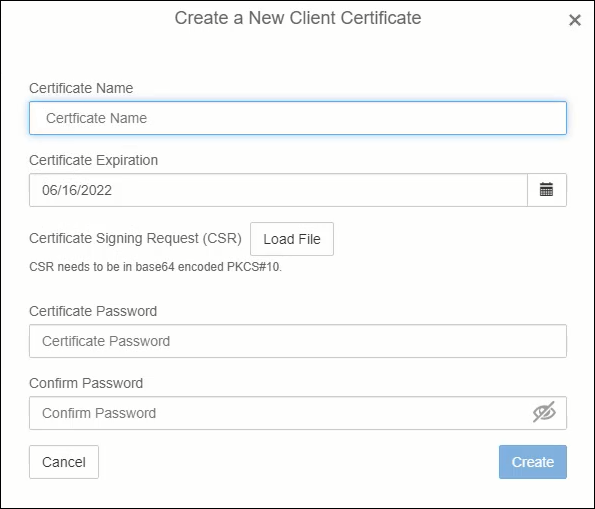 Create a New Client Certificate
Certificate Name
Certficate Name
Certificate Expiration
06/16/2022
Certificate Signing Request (CSR) Load File
CSR needs to be in base64 encoded PKCS#10.
Certificate Password
Certificate Password
Confirm Password
Confirm Password
Cancel Create